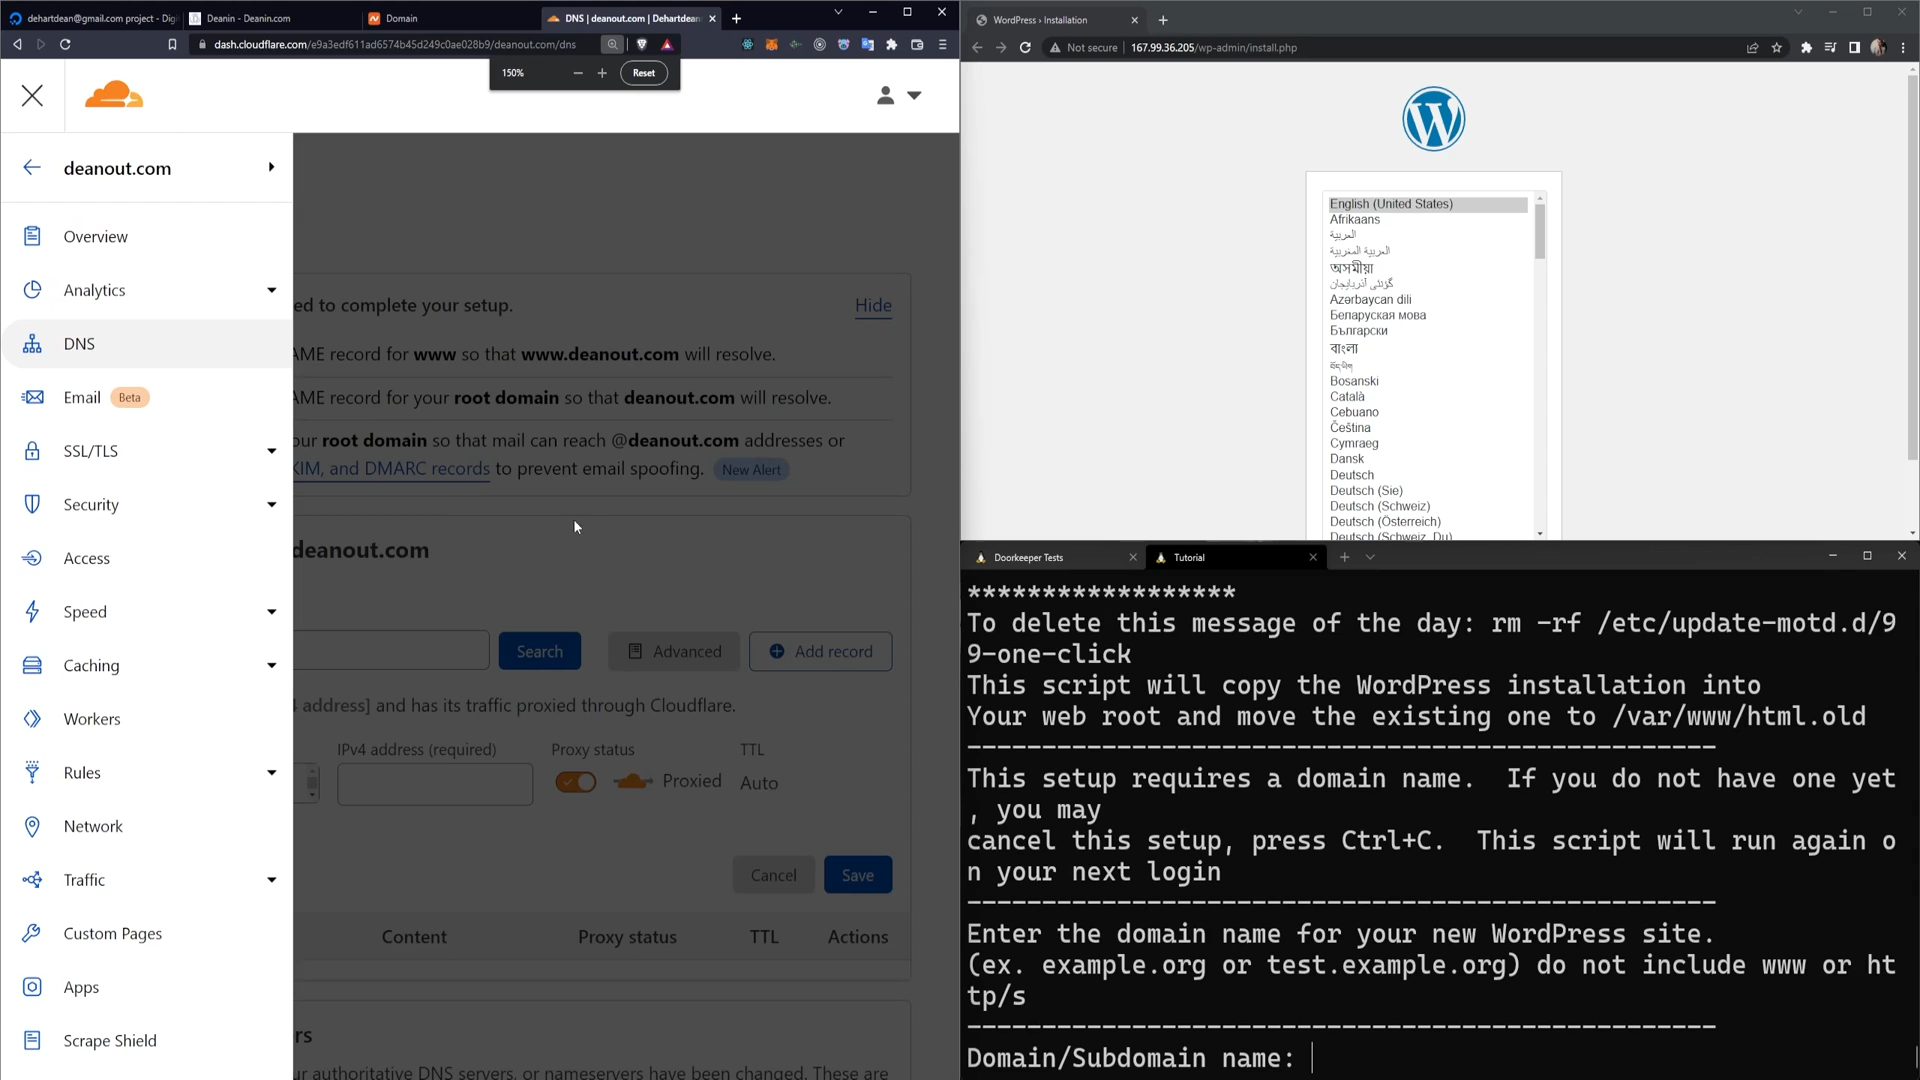 dehartdean@gmail.com project - Digi
Deanin - Deanin.com
Domain
DNS | deanout.com | Dehartdean
dash.cloudflare.com/e9a3edf611ad6574b45d249c0ae028b9/deanout.com/dns
150%
Reset
deanout.com
Overview
Analytics
DNS
Email Beta
SSL/TLS
Security
Access
Speed
Caching
Workers
Rules
Network
Traffic
Custom Pages
Apps
Scrape Shield
ed to complete your setup.
Hide
AME record for www so that www.deanout.com will resolve.
AME record for your root domain so that deanout.com will resolve.
our root domain so that mail can reach @deanout.com addresses or
KIM, and DMARC records to prevent email spoofing. New Alert
deanout.com
Search
Advanced
Add record
4 address] and has its traffic proxied through Cloudflare.
IPv4 address (required)
Proxy status
TTL
Proxied
Auto
Cancel
Save
Content
Proxy status
TTL
Actions
rs
ur authoritative DNS servers, or nameservers have been changed. These are
WordPress › Installation
Not secure
167.99.36.205/wp-admin/install.php
English (United States)
Afrikaans
العربية
العربية المغربية
অসমীয়া
گؤنئی آذربایجان
Azərbaycan dili
Беларуская мова
Български
বাংলা
བོད་ཡིག
Bosanski
Català
Cebuano
Čeština
Cymraeg
Dansk
Deutsch
Deutsch (Sie)
Deutsch (Schweiz)
Deutsch (Österreich)
Deutsch (Schweiz, Du)
Doorkeeper Tests
Tutorial
******************
To delete this message of the day: rm -rf /etc/update-motd.d/9
9-one-click
This script will copy the WordPress installation into
Your web root and move the existing one to /var/www/html.old
--------------------------------------------------
This setup requires a domain name.  If you do not have one yet
, you may
cancel this setup, press Ctrl+C.  This script will run again o
n your next login
--------------------------------------------------
Enter the domain name for your new WordPress site.
(ex. example.org or test.example.org) do not include www or ht
tp/s
--------------------------------------------------
Domain/Subdomain name: